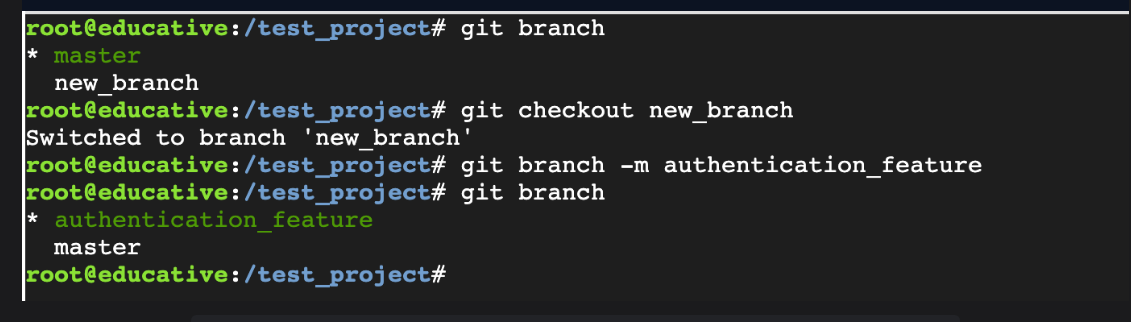 root@educative:/test_project# git branch
* master
  new_branch
root@educative:/test_project# git checkout new_branch
Switched to branch 'new_branch'
root@educative:/test_project# git branch -m authentication_feature
root@educative:/test_project# git branch
* authentication_feature
  master
root@educative:/test_project#